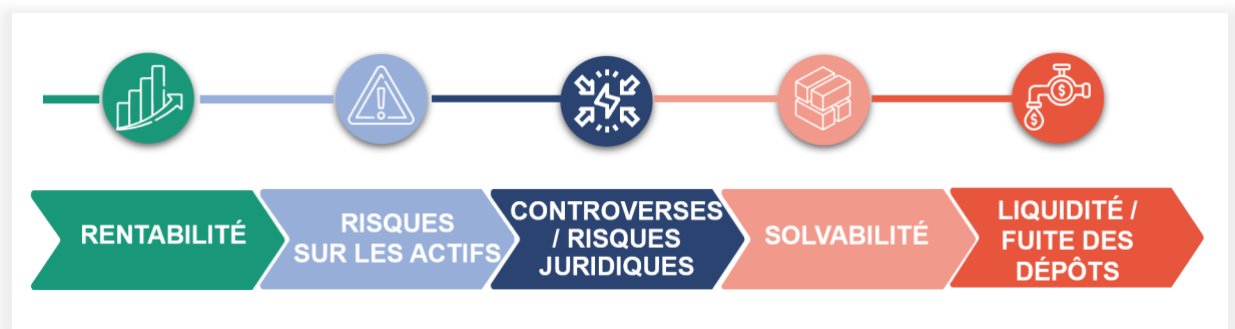 RENTABILITÉ
RISQUES
SUR LES ACTIFS
CONTROVERSES
/ RISQUES
JURIDIQUES
SOLVABILITÉ
LIQUIDITÉ /
FUITE DES
DÉPÔTS
$
$